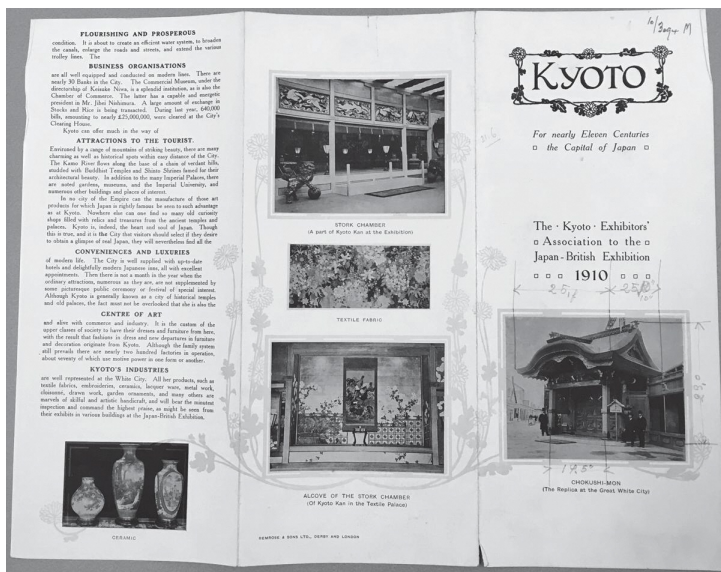 FLOURISHING AND PROSPEROUS
condition. It is about to create an efficient water system, to broaden
the canals, enlarge the roads and streets, and extend the various
trolley lines. The
BUSINESS ORGANISATIONS
are all well equipped and conducted on modern lines. There are
nearly 30 Banks in the City. The Commercial Museum, under the
directorship of Keisuke Niwa, is a splendid institution, as is also the
Chamber of Commerce. The latter has a capable and energetic
president in Mr. Jihei Nishimura. A large amount of exchange in
Stocks and Rice is being transacted. During last year, 640,000
bills, amounting to nearly £25,000,000, were cleared at the City's
Clearing House.
Kyoto can offer much in the way of
ATTRACTIONS TO THE TOURIST.
Environed by a range of mountains of striking beauty, there are many
charming as well as historical spots within easy distance of the City.
The Kamo River flows along the base of a chain of verdant hills,
studded with Buddhist Temples and Shinto Shrines famed for their
architectural beauty. In addition to the many Imperial Palaces, there
are noted gardens, museums, and the Imperial University, and
numerous other buildings and places of interest.
In no city of the Empire can the manufacture of those art
products for which Japan is rightly famous be seen to such advantage
as at Kyoto. Nowhere else can one find so many old curiosity
shops filled with relics and treasures from the ancient temples and
palaces. Kyoto is, indeed, the heart and soul of Japan. Though
this is true, and it is the City that visitors should select if they desire
to obtain a glimpse of real Japan, they will nevertheless find all the
CONVENIENCES AND LUXURIES
of modern life. The City is well supplied with up-to-date
hotels and delightfully modern Japanese inns, all with excellent
appointments. Then there is not a month in the year when the
ordinary attractions, numerous as they are, are not supplemented by
some picturesque public ceremony or festival of special interest.
Although Kyoto is generally known as a city of historical temples
and old palaces, the fact must not be overlooked that she is also the
CENTRE OF ART
and alive with commerce and industry. It is the custom of the
upper classes of society to have their dresses and furniture from here,
with the result that fashions in dress and new departures in furniture
and decoration originate from Kyoto. Although the family system
still prevails there are nearly two hundred factories in operation,
about seventy of which use motive power in one form or another.
KYOTO'S INDUSTRIES
are well represented at the White City. All her products, such as
textile fabrics, embroideries, ceramics, lacquer ware, metal work,
cloisonne, drawn work, garden ornaments, and many others are
marvels of skilful and artistic handicraft, and will bear the minutest
inspection and command the highest praise, as might be seen from
their exhibits in various buildings at the Japan-British Exhibition.
CERAMIC
STORK CHAMBER
(A part of Kyoto Kan at the Exhibition)
TEXTILE FABRIC
ALCOVE OF THE STORK CHAMBER
(Of Kyoto Kan in the Textile Palace)
BEMROSE & SONS LTD., DERBY AND LONDON
KYOTO
For nearly Eleven Centuries
the Capital of Japan
The · Kyoto · Exhibitors'
Association to the
Japan-British Exhibition
1910
CHOKUSHI-MON
(The Replica at the Great White City)